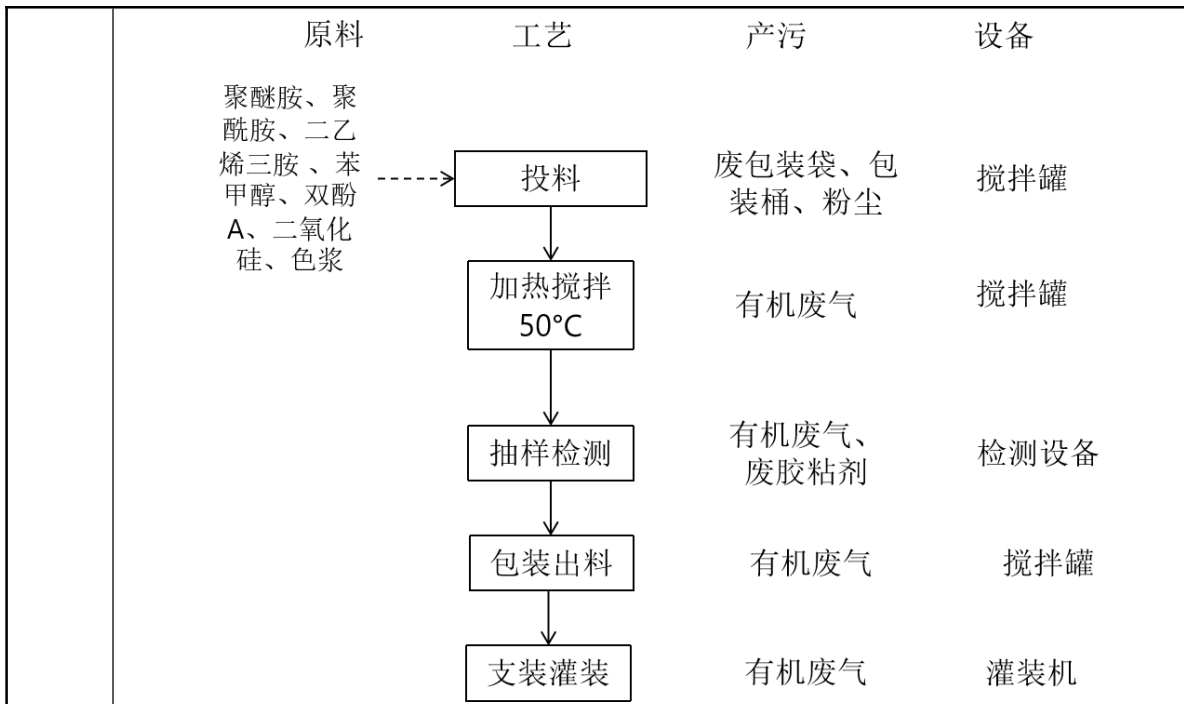 原料 工艺 产污 设备
聚醚胺、聚
酰胺、二乙
烯三胺 、苯
甲醇、双酚
A、二氧化
硅、色浆
投料
废包装袋、包
装桶、粉尘
搅拌罐
加热搅拌
50°C
有机废气
搅拌罐
抽样检测
有机废气、
废胶粘剂
检测设备
包装出料
有机废气
搅拌罐
支装灌装
有机废气
灌装机